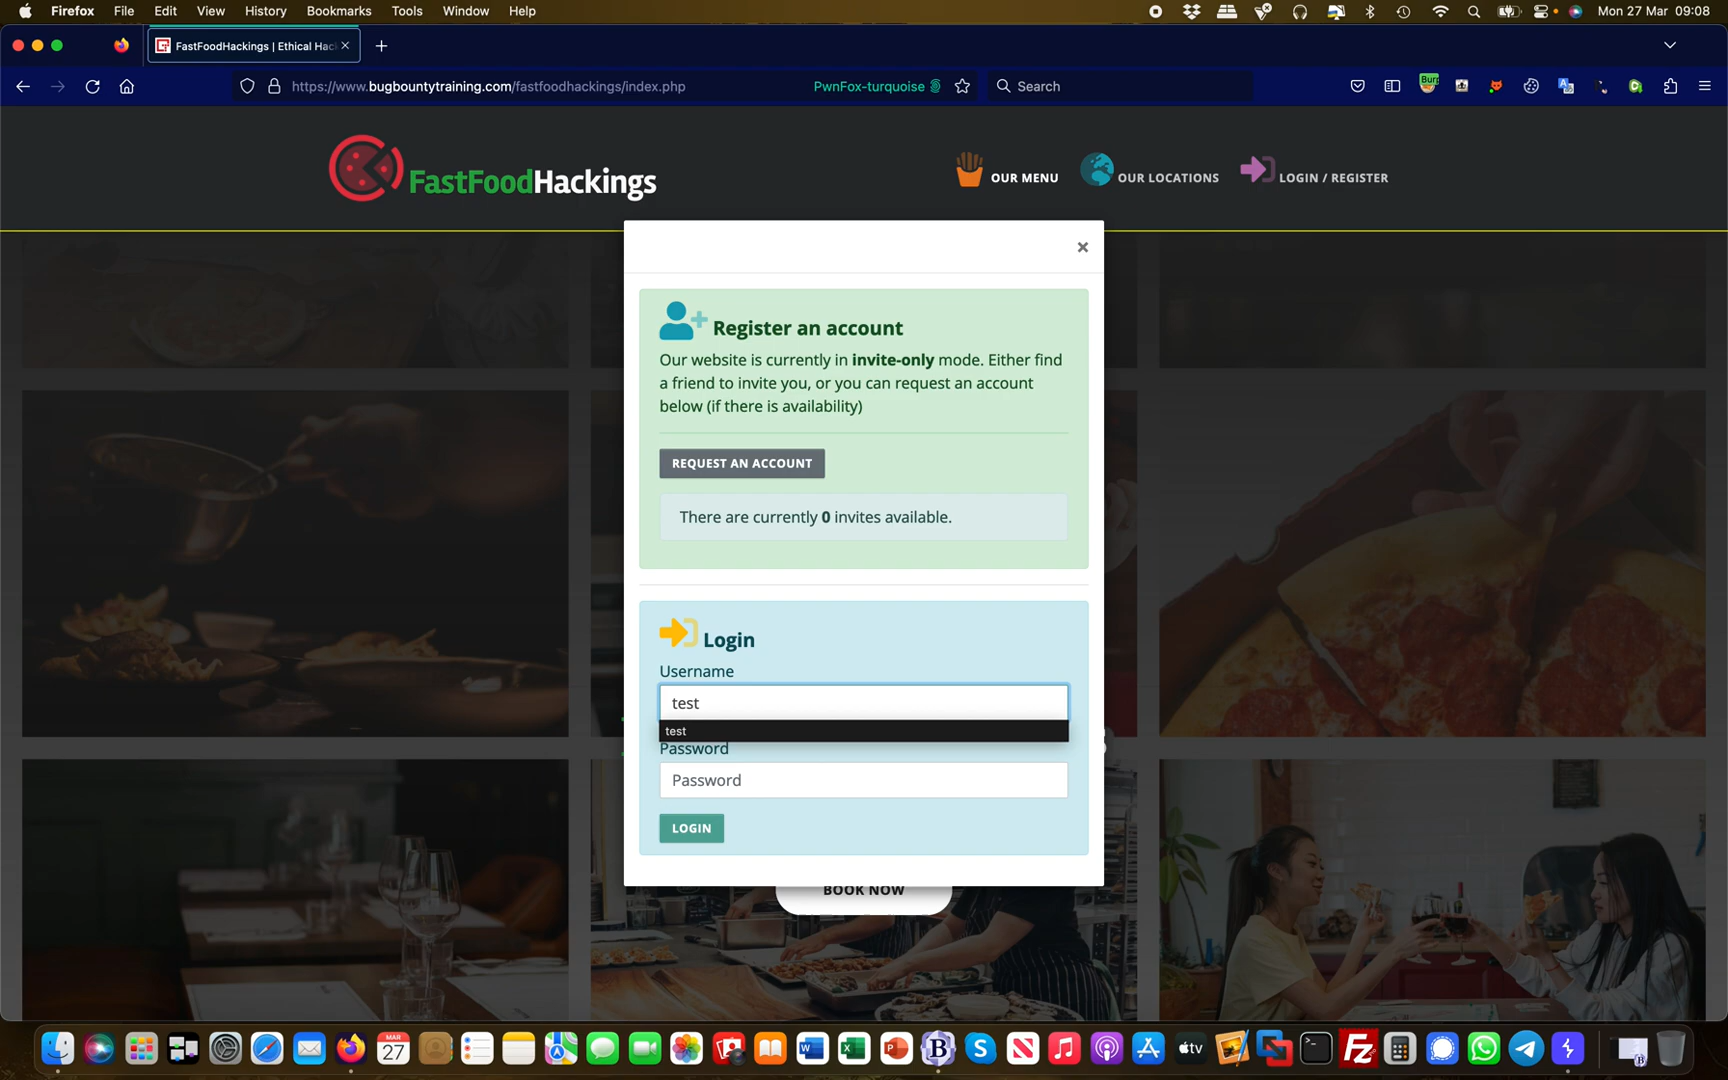 Firefox File Edit View History Bookmarks Tools Window Help
Mon 27 Mar 09:08
FastFoodHackings | Ethical Hac
https://www.bugbountytraining.com/fastfoodhackings/index.php
PwnFox-turquoise
Search
Burp
FastFoodHackings
OUR MENU
OUR LOCATIONS
LOGIN / REGISTER
×
Register an account
Our website is currently in invite-only mode. Either find
a friend to invite you, or you can request an account
below (if there is availability)
REQUEST AN ACCOUNT
There are currently 0 invites available.
Login
Username
test
test
Password
Password
LOGIN
BOOK NOW
MAR
27
tv